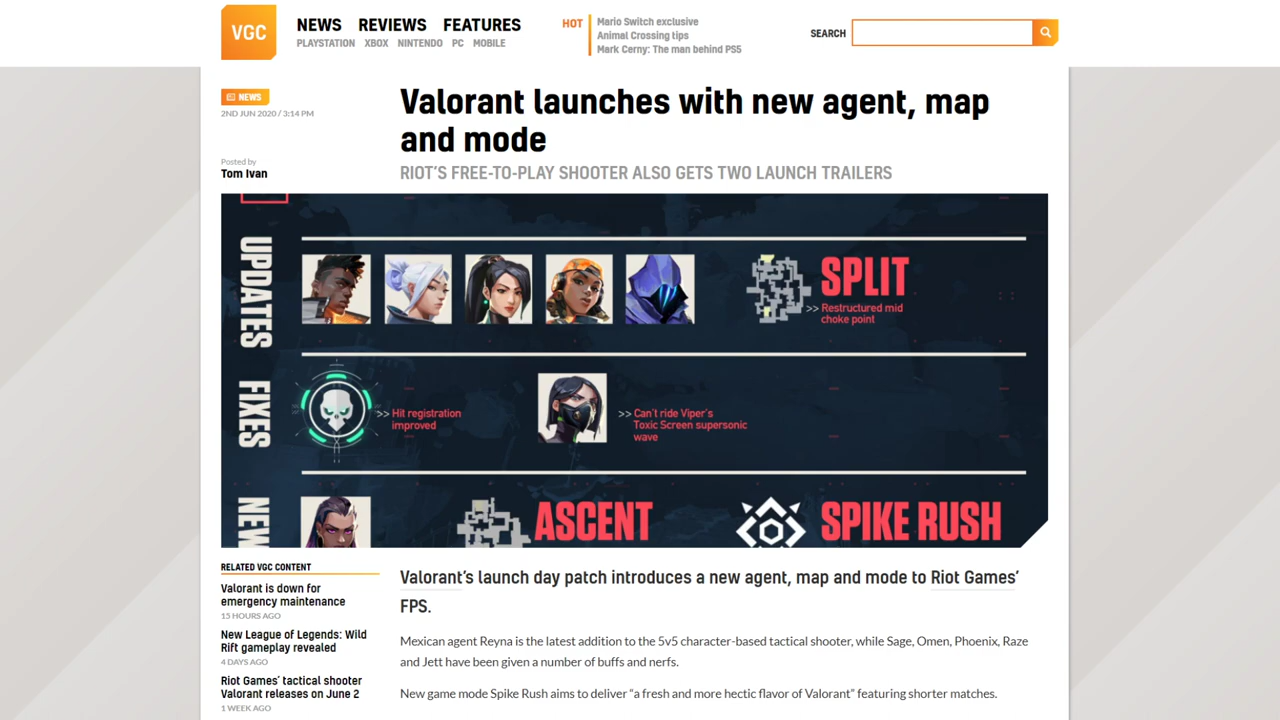 VGC
NEWS REVIEWS FEATURES
PLAYSTATION XBOX NINTENDO PC MOBILE
HOT
Mario Switch exclusive
Animal Crossing tips
Mark Cerny: The man behind PS5
SEARCH
NEWS
2ND JUN 2020 / 3:14 PM
Posted by
Tom Ivan
Valorant launches with new agent, map
and mode
RIOT'S FREE-TO-PLAY SHOOTER ALSO GETS TWO LAUNCH TRAILERS
UPDATES
SPLIT
>> Restructured mid
choke point
FIXES
>> Hit registration
improved
>> Can't ride Viper's
Toxic Screen supersonic
wave
NEW
ASCENT
SPIKE RUSH
RELATED VGC CONTENT
Valorant is down for
emergency maintenance
15 HOURS AGO
New League of Legends: Wild
Rift gameplay revealed
4 DAYS AGO
Riot Games' tactical shooter
Valorant releases on June 2
1 WEEK AGO
Valorant's launch day patch introduces a new agent, map and mode to Riot Games'
FPS.
Mexican agent Reyna is the latest addition to the 5v5 character-based tactical shooter, while Sage, Omen, Phoenix, Raze
and Jett have been given a number of buffs and nerfs.
New game mode Spike Rush aims to deliver "a fresh and more hectic flavor of Valorant" featuring shorter matches.